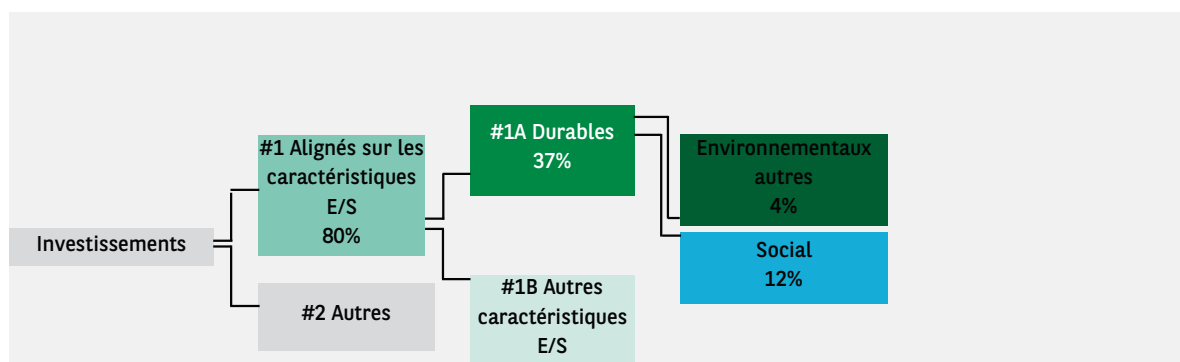 Investissements
#1 Alignés sur les
caractéristiques
E/S
80%
#2 Autres
#1A Durables
37%
#1B Autres
caractéristiques
E/S
Environnementaux
autres
4%
Social
12%